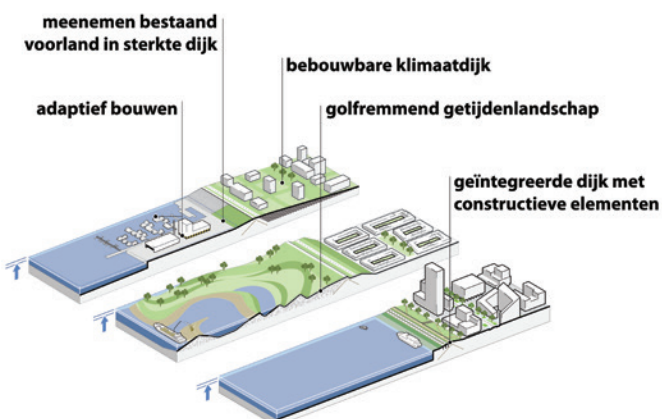 meenemen bestaand
voorland in sterkte dijk
bebouwbare klimaatdijk
adaptief bouwen
golfremmend getijdenlandschap
geïntegreerde dijk met
constructieve elementen